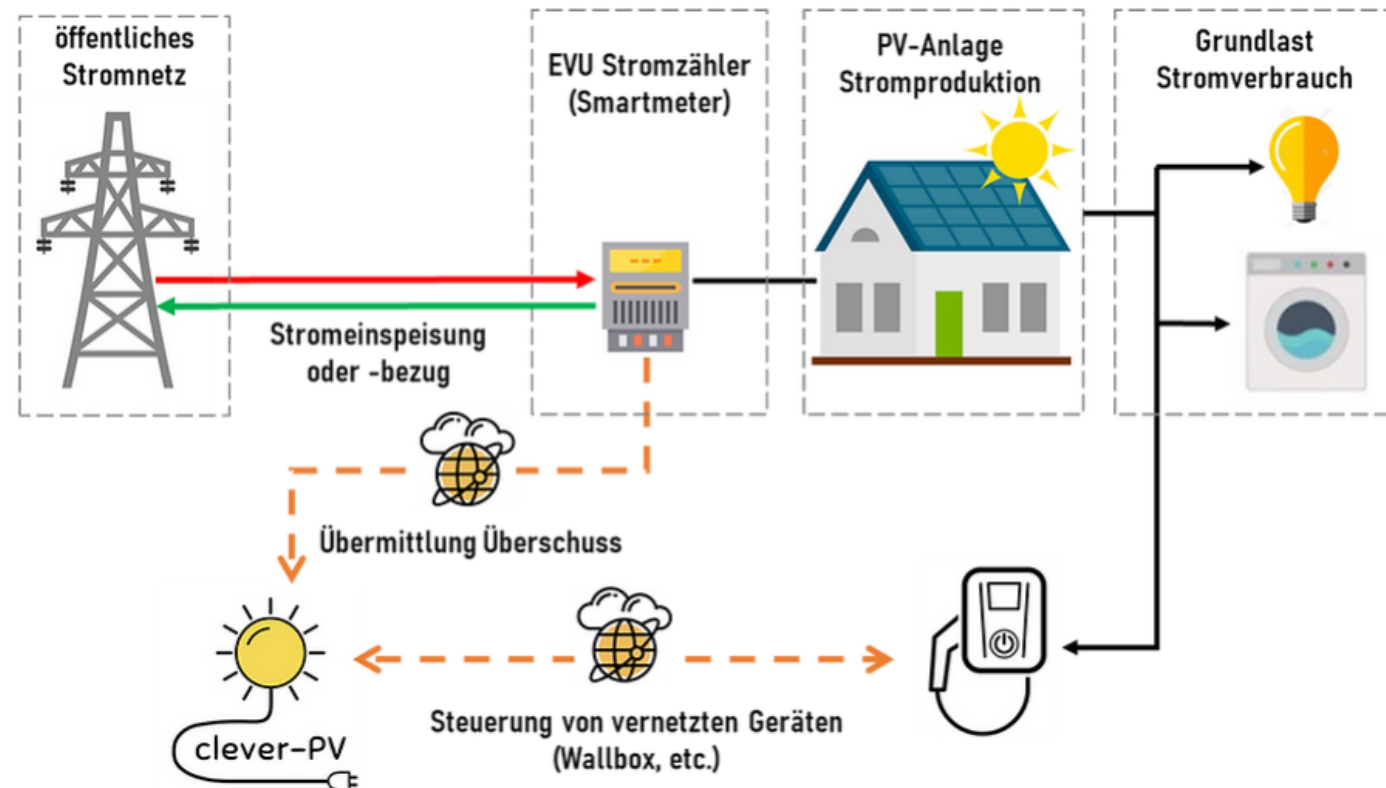 öffentliches
Stromnetz
EVU Stromzähler
(Smartmeter)
PV-Anlage
Stromproduktion
Grundlast
Stromverbrauch
Stromeinspeisung
oder -bezug
Übermittlung Überschuss
Steuerung von vernetzten Geräten
(Wallbox, etc.)
clever-PV